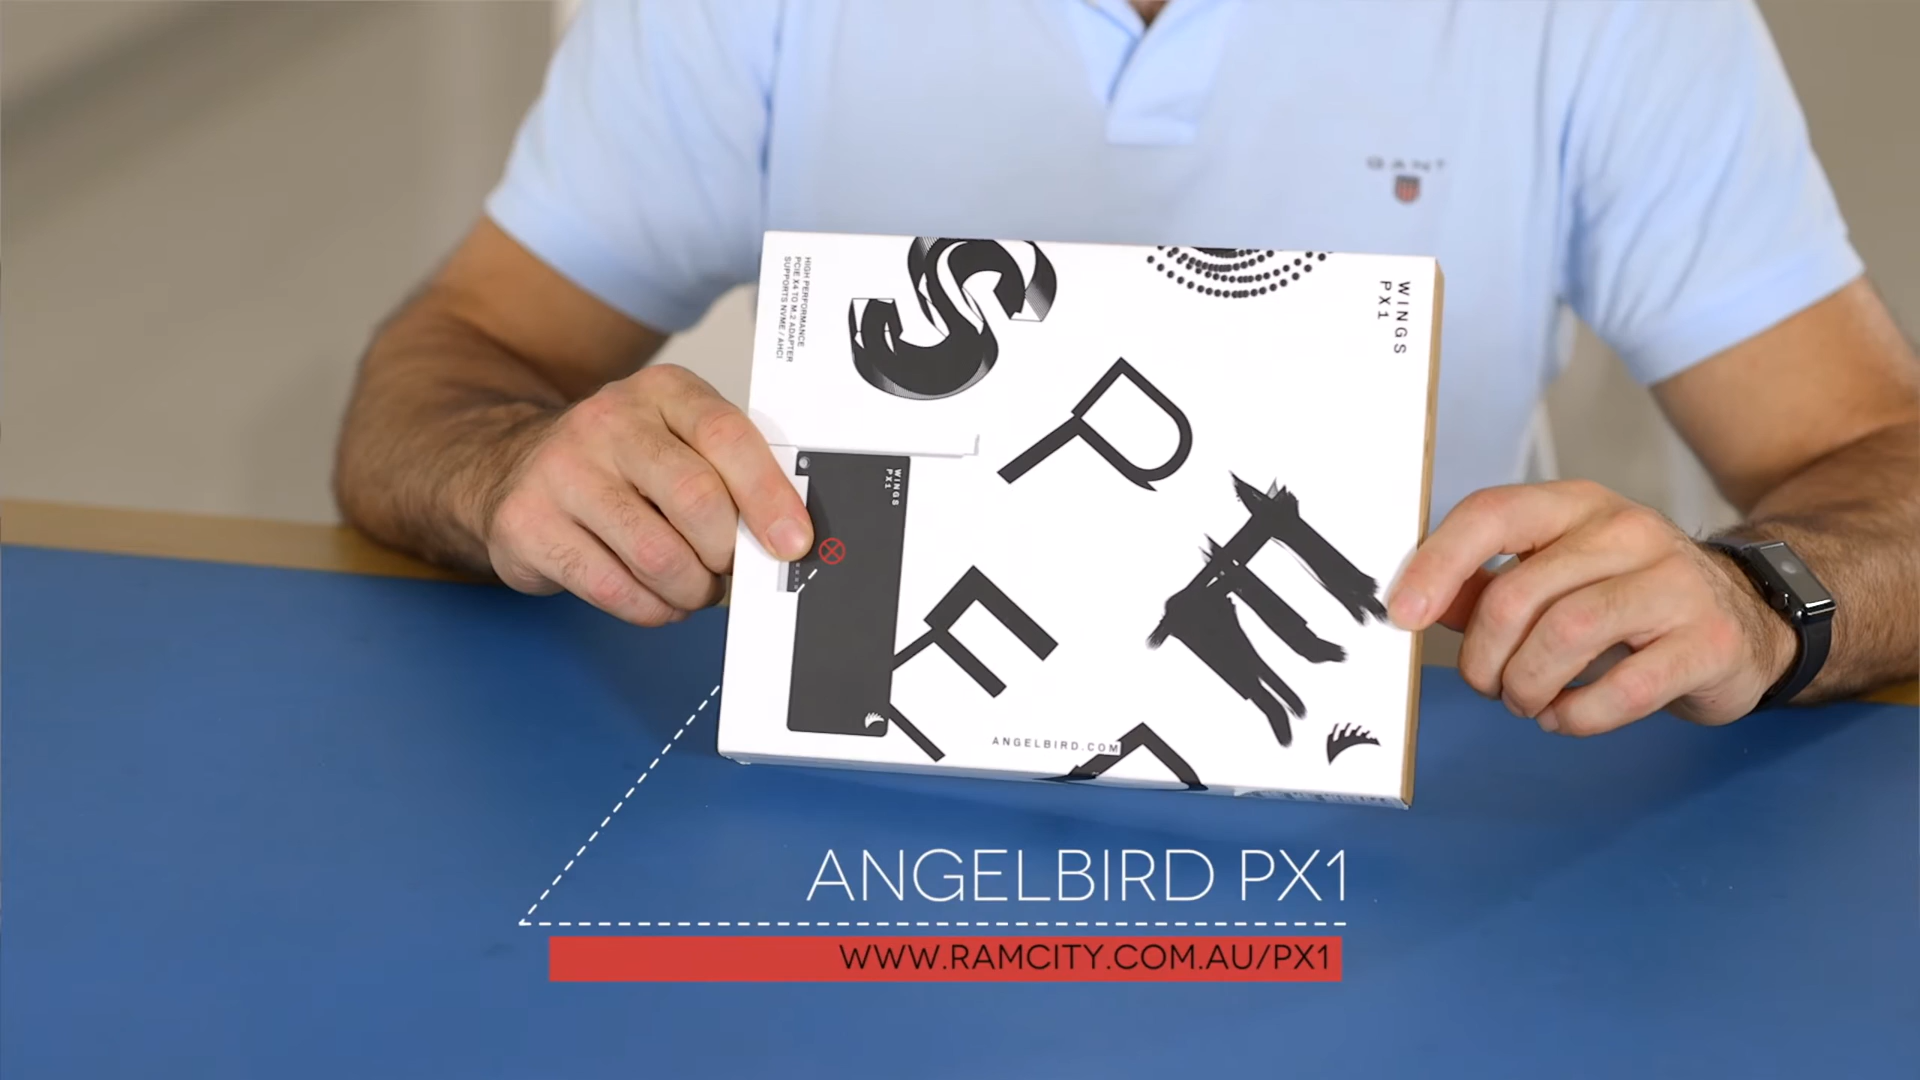 GANT
HIGH PERFORMANCE
PCIE X4 TO M.2 ADAPTER
SUPPORTS NVME / AHCI
WINGS
PX1
S
P
E
E
D
WINGS
PX1
ANGELBIRD.COM
ANGELBIRD PX1
WWW.RAMCITY.COM.AU/PX1